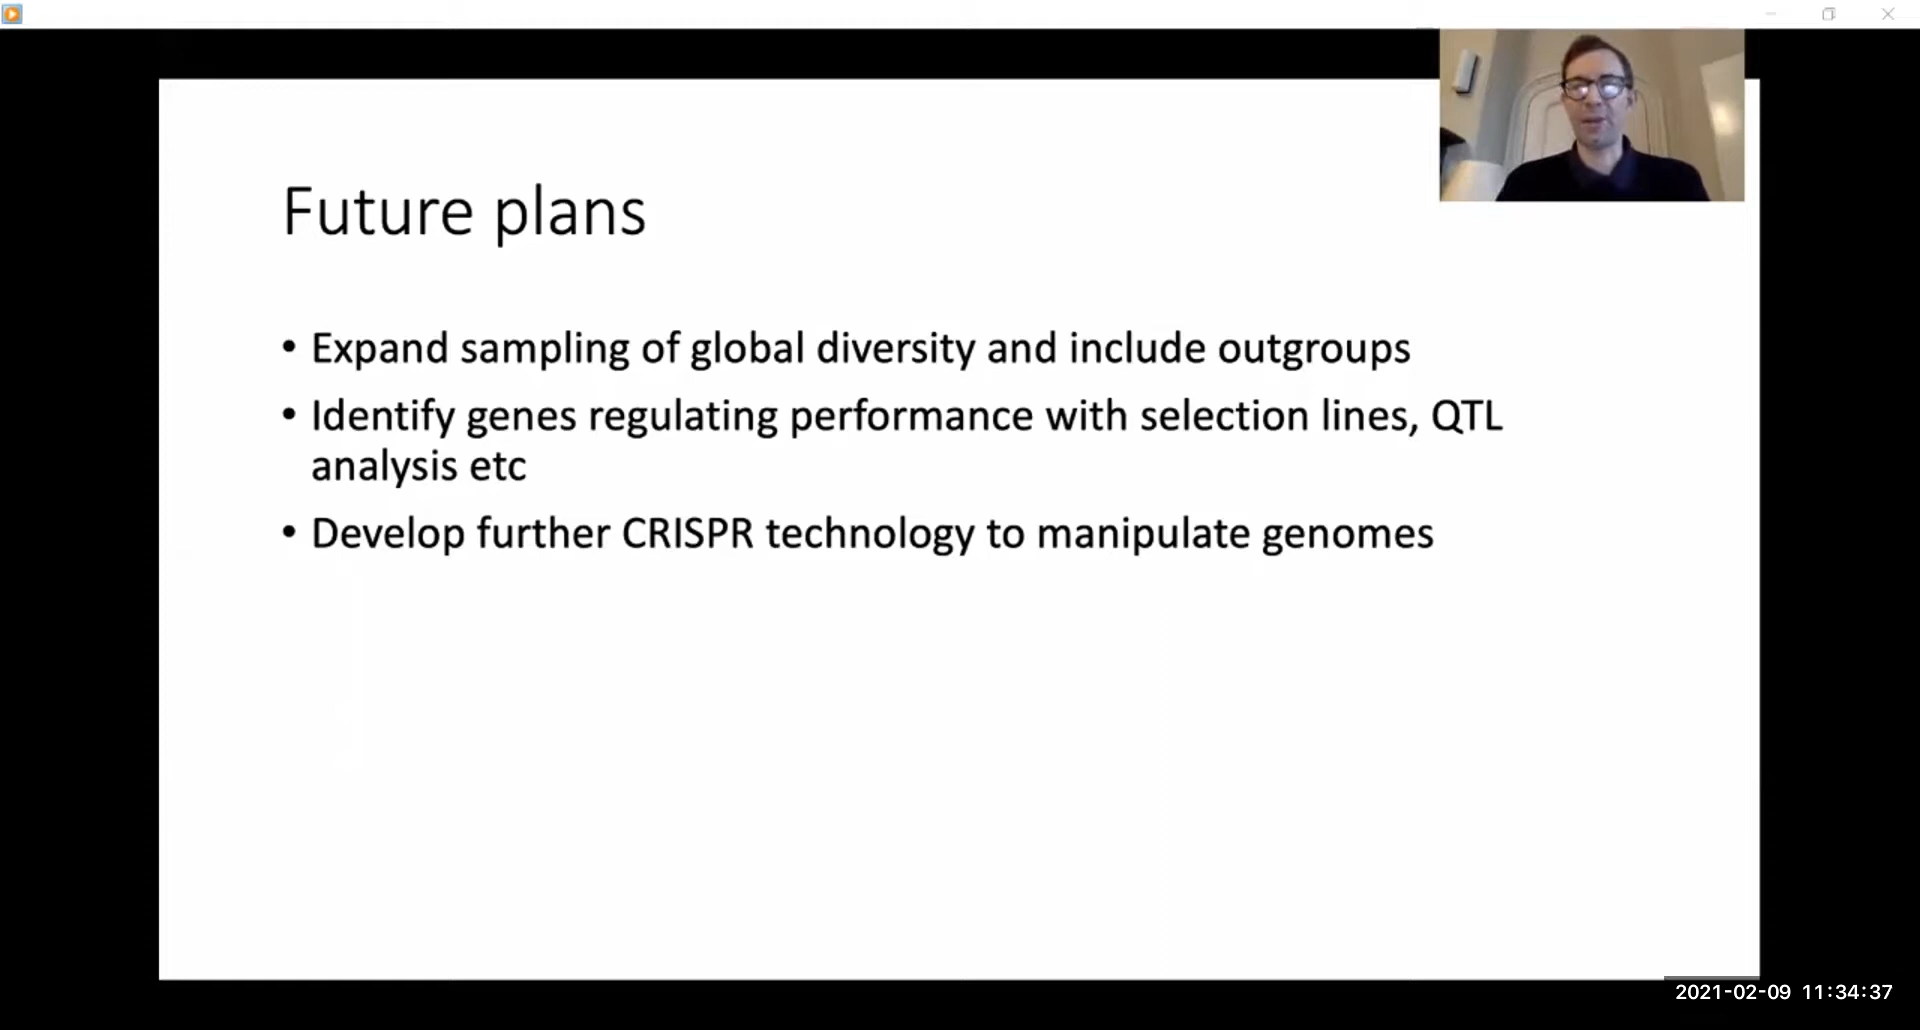 Future plans
• Expand sampling of global diversity and include outgroups
• Identify genes regulating performance with selection lines, QTL
analysis etc
• Develop further CRISPR technology to manipulate genomes
2021-02-09 11:34:37